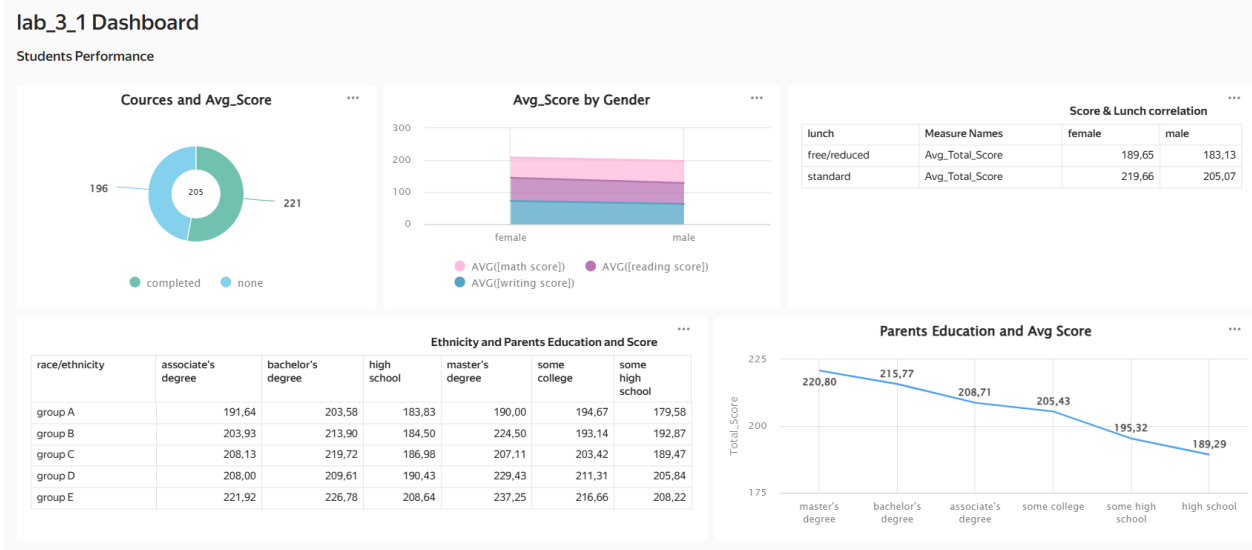 lab_3_1 Dashboard
Students Performance
Cources and Avg_Score
196
205
221
completed none
Avg_Score by Gender
300
200
100
0
female male
AVG([math score]) AVG([reading score])
AVG([writing score])
Score & Lunch correlation
lunch Measure Names female male
free/reduced Avg_Total_Score 189,65 183,13
standard Avg_Total_Score 219,66 205,07
Ethnicity and Parents Education and Score
race/ethnicity associate's degree bachelor's degree high school master's degree some college some high school
group A 191,64 203,58 183,83 190,00 194,67 179,58
group B 203,93 213,90 184,50 224,50 193,14 192,87
group C 208,13 219,72 186,98 207,11 203,42 189,47
group D 208,00 209,61 190,43 229,43 211,31 205,84
group E 221,92 226,78 208,64 237,25 216,66 208,22
Parents Education and Avg Score
Total_Score
225
200
175
220,80
215,77
208,71
205,43
195,32
189,29
master's degree bachelor's degree associate's degree some college some high school high school